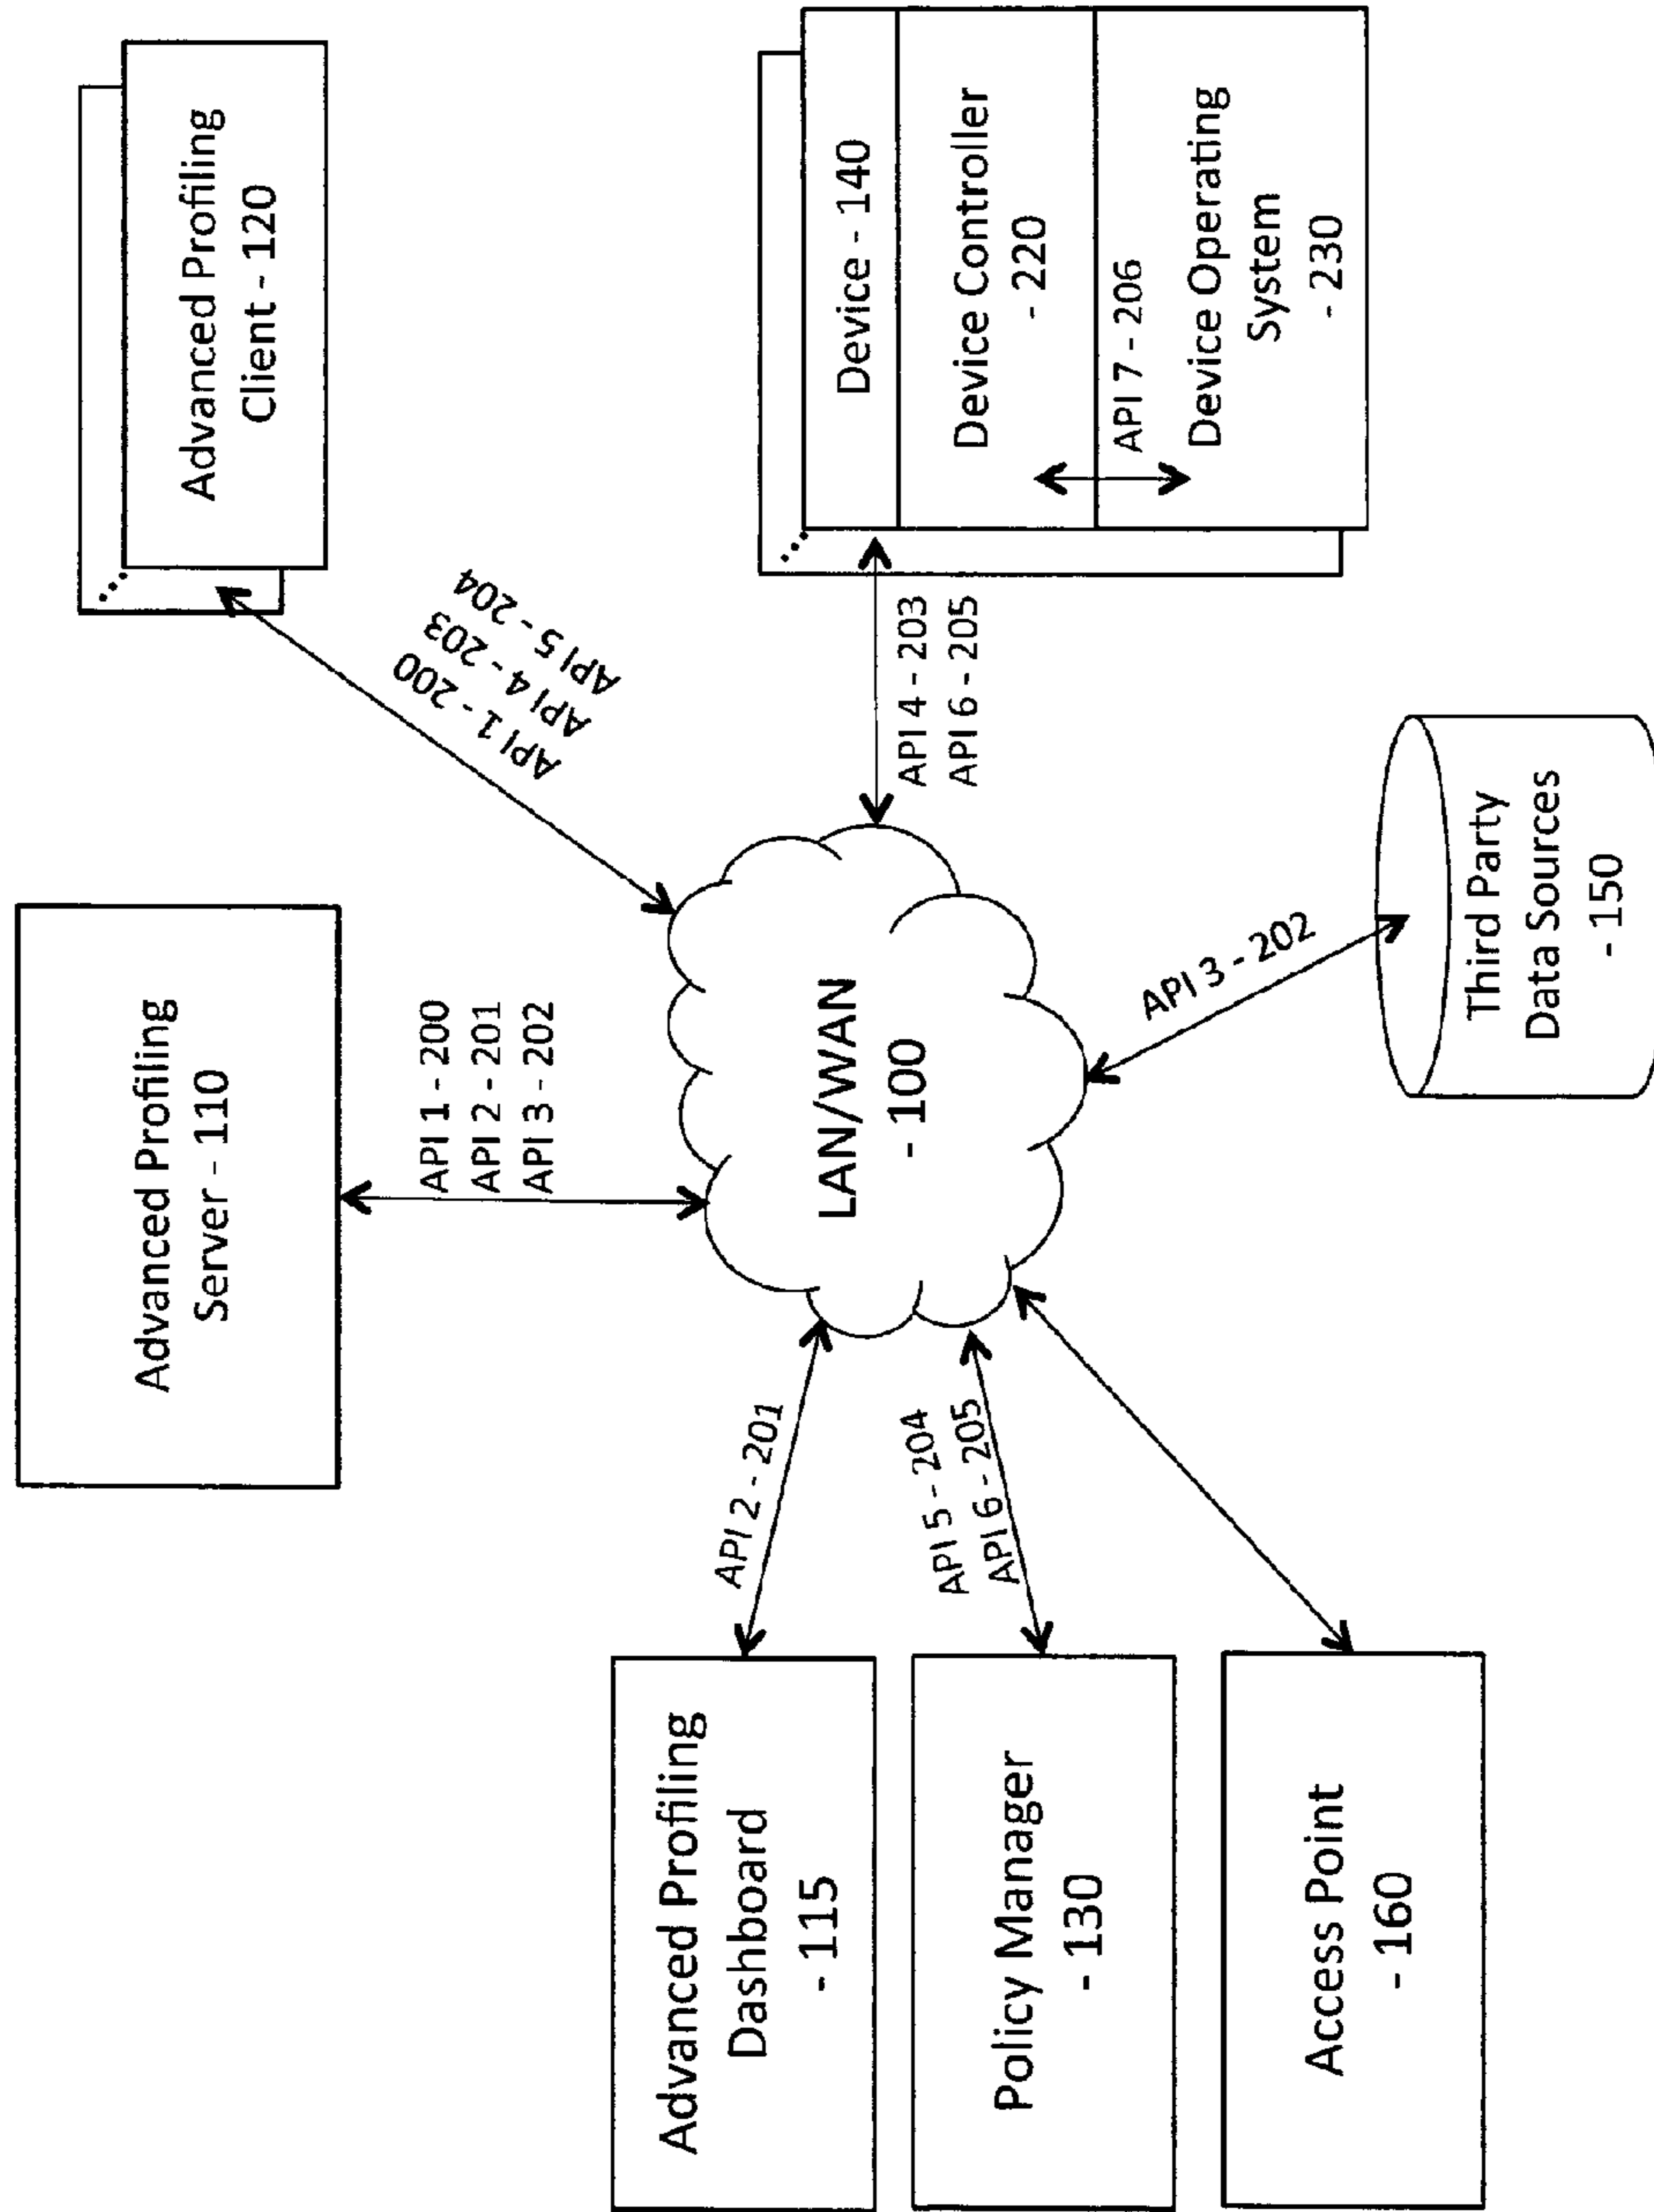 Advanced Profiling
Server - 110
Advanced Profiling
Client - 120
API 1 - 200
API 2 - 201
API 3 - 202
API 1 - 200
API 4 - 203
API 5 - 204
Advanced Profiling
Dashboard
- 115
API 2 - 201
LAN/WAN
- 100
Device - 140
Device Controller
- 220
API 7 - 206
Device Operating
System
- 230
API 4 - 203
API 6 - 205
Policy Manager
- 130
API 5 - 204
API 6 - 205
API 3 - 202
Access Point
- 160
Third Party
Data Sources
- 150